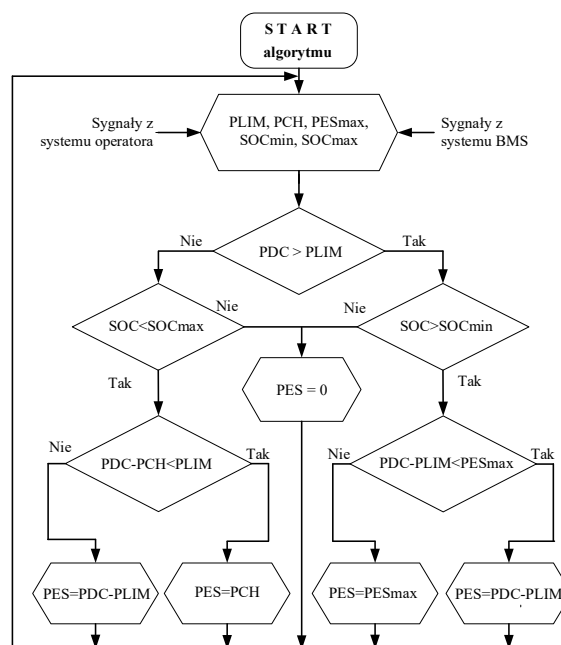 S T A R T
algorytmu
Sygnały z
systemu operatora
PLIM, PCH, PESmax,
SOCmin, SOCmax
Sygnały z
systemu BMS
Nie
PDC > PLIM
Tak
SOC<SOCmax
Nie
Nie
SOC>SOCmin
Tak
PES = 0
Tak
Nie
PDC-PCH<PLIM
Tak
Nie
PDC-PLIM<PESmax
Tak
PES=PDC-PLIM
PES=PCH
PES=PESmax
PES=PDC-PLIM